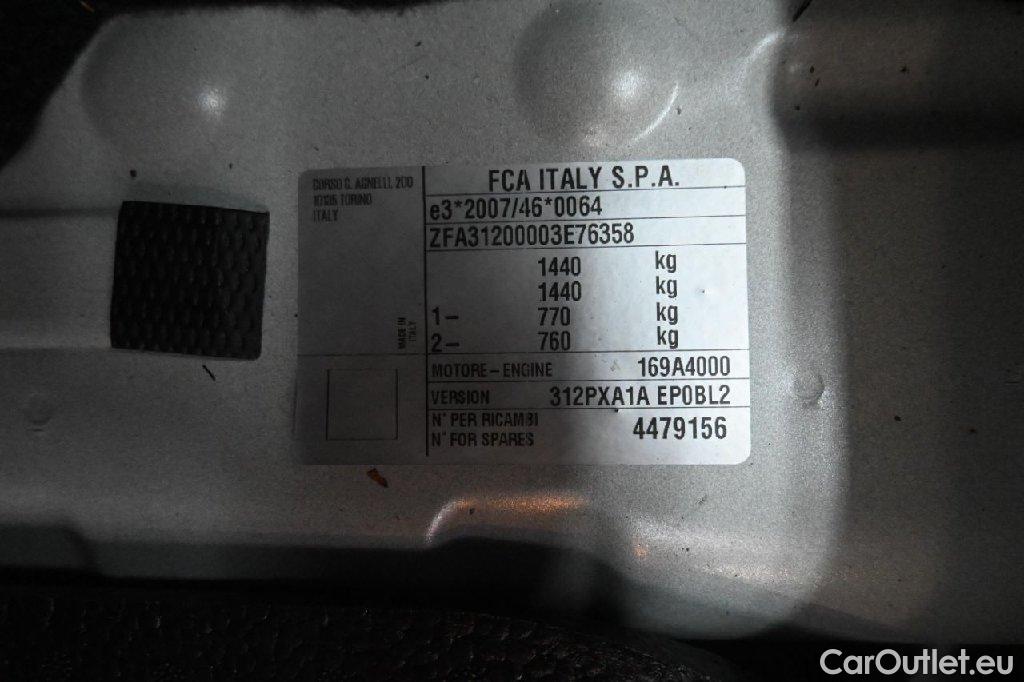 CORSO G. AGNELLI, 200
10135 TORINO
ITALY
MADE IN
ITALY
FCA ITALY S.P.A.
e3*2007/46*0064
ZFA31200003E76358
1440 kg
1440 kg
1- 770 kg
2- 760 kg
MOTORE-ENGINE 169A4000
VERSION 312PXA1A EP0BL2
N° PER RICAMBI
N° FOR SPARES 4479156
CarOutlet.eu